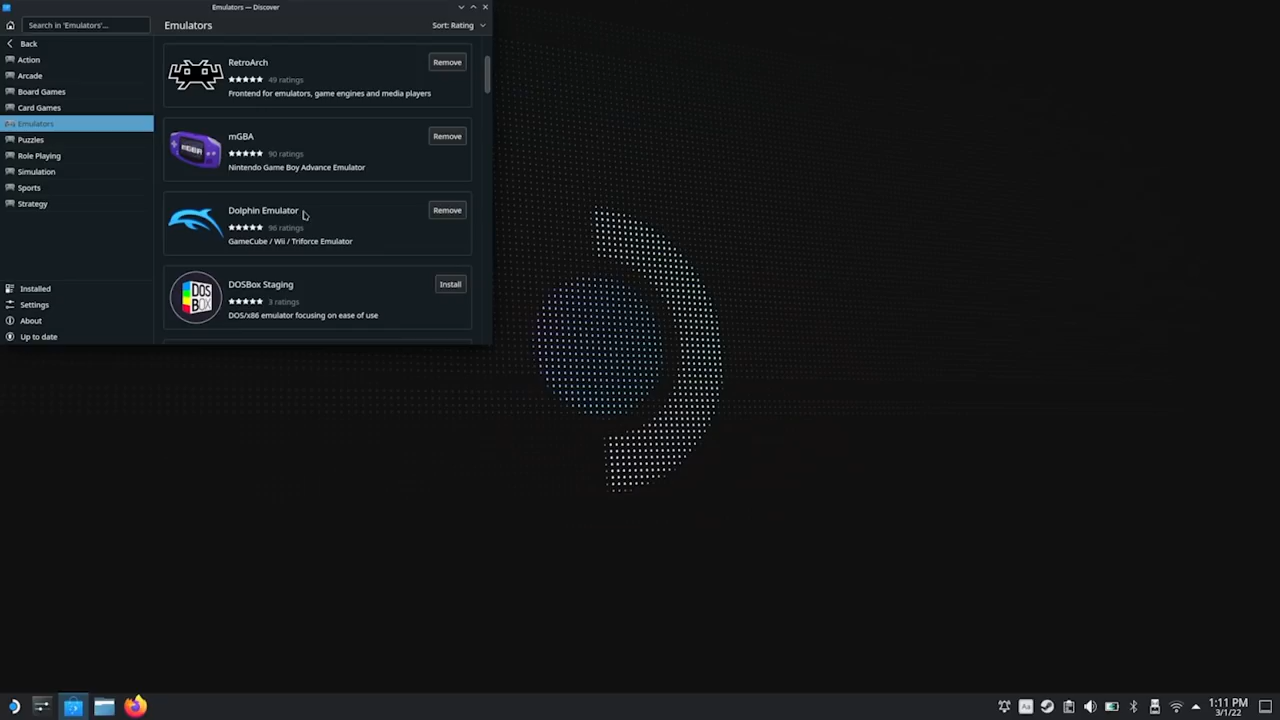 Emulators — Discover
Search in 'Emulators'...
Emulators
Sort: Rating
Back
Action
Arcade
Board Games
Card Games
Emulators
Puzzles
Role Playing
Simulation
Sports
Strategy
Installed
Settings
About
Up to date
RetroArch
Remove
49 ratings
Frontend for emulators, game engines and media players
mGBA
mGBA
Remove
90 ratings
Nintendo Game Boy Advance Emulator
Dolphin Emulator
Remove
96 ratings
GameCube / Wii / Triforce Emulator
DOS
BOX
DOSBox Staging
Install
3 ratings
DOS/x86 emulator focusing on ease of use
Aa
1:11 PM
3/1/22